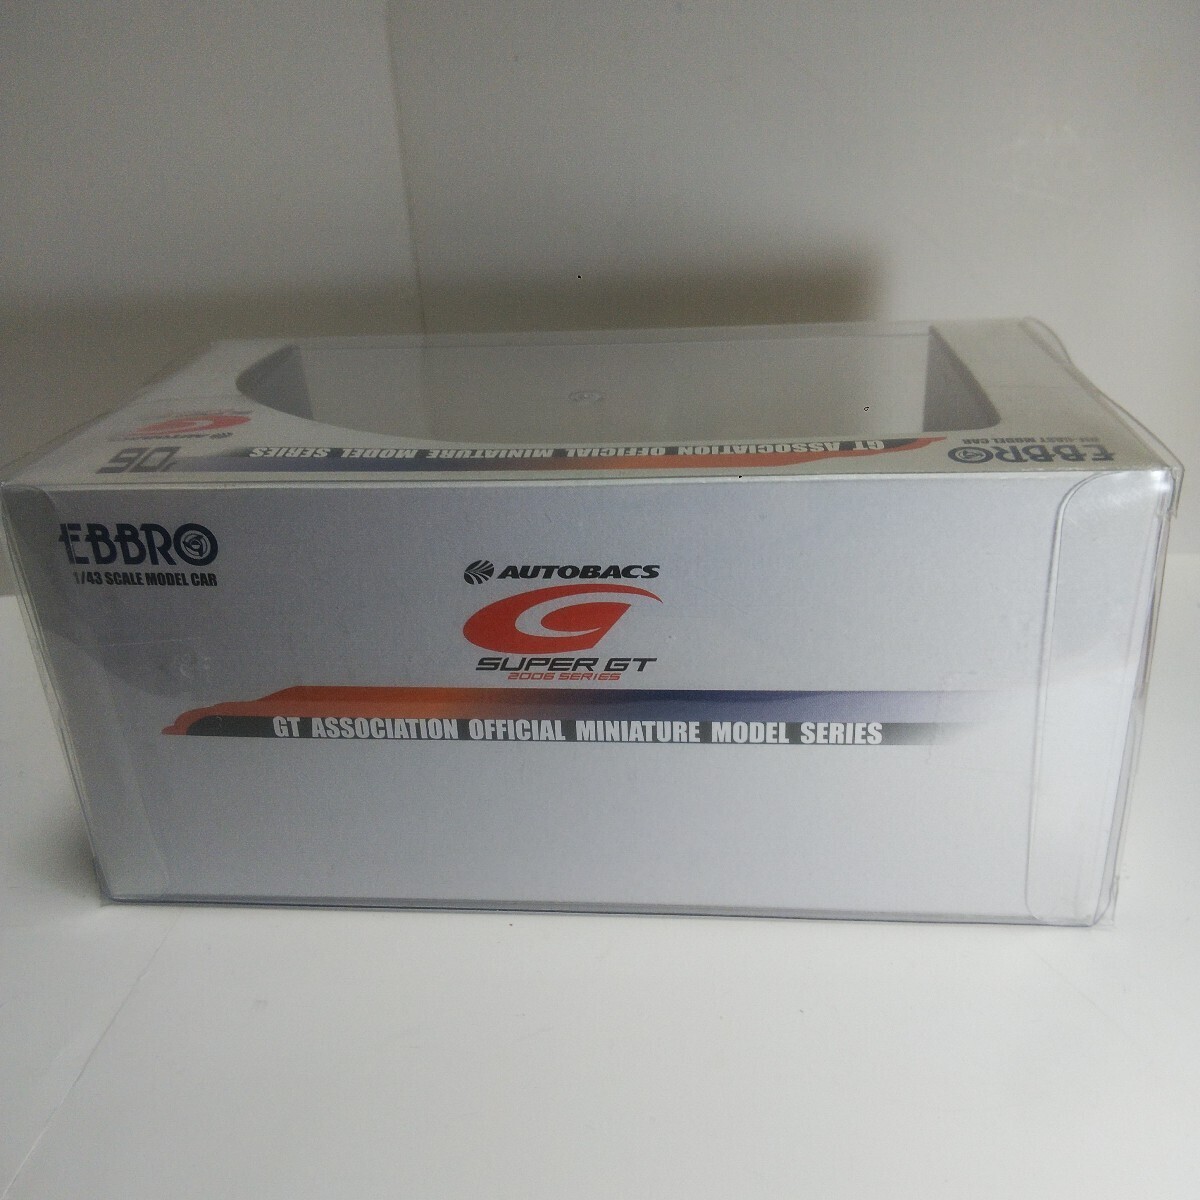 AUTOBACS
'06
GT ASSOCIATION OFFICIAL MINIATURE MODEL SERIES
EBBRO
DIE-CAST MODEL CAR
EBBRO
1/43 SCALE MODEL CAR
AUTOBACS
SUPER GT
2006 SERIES
GT ASSOCIATION OFFICIAL MINIATURE MODEL SERIES